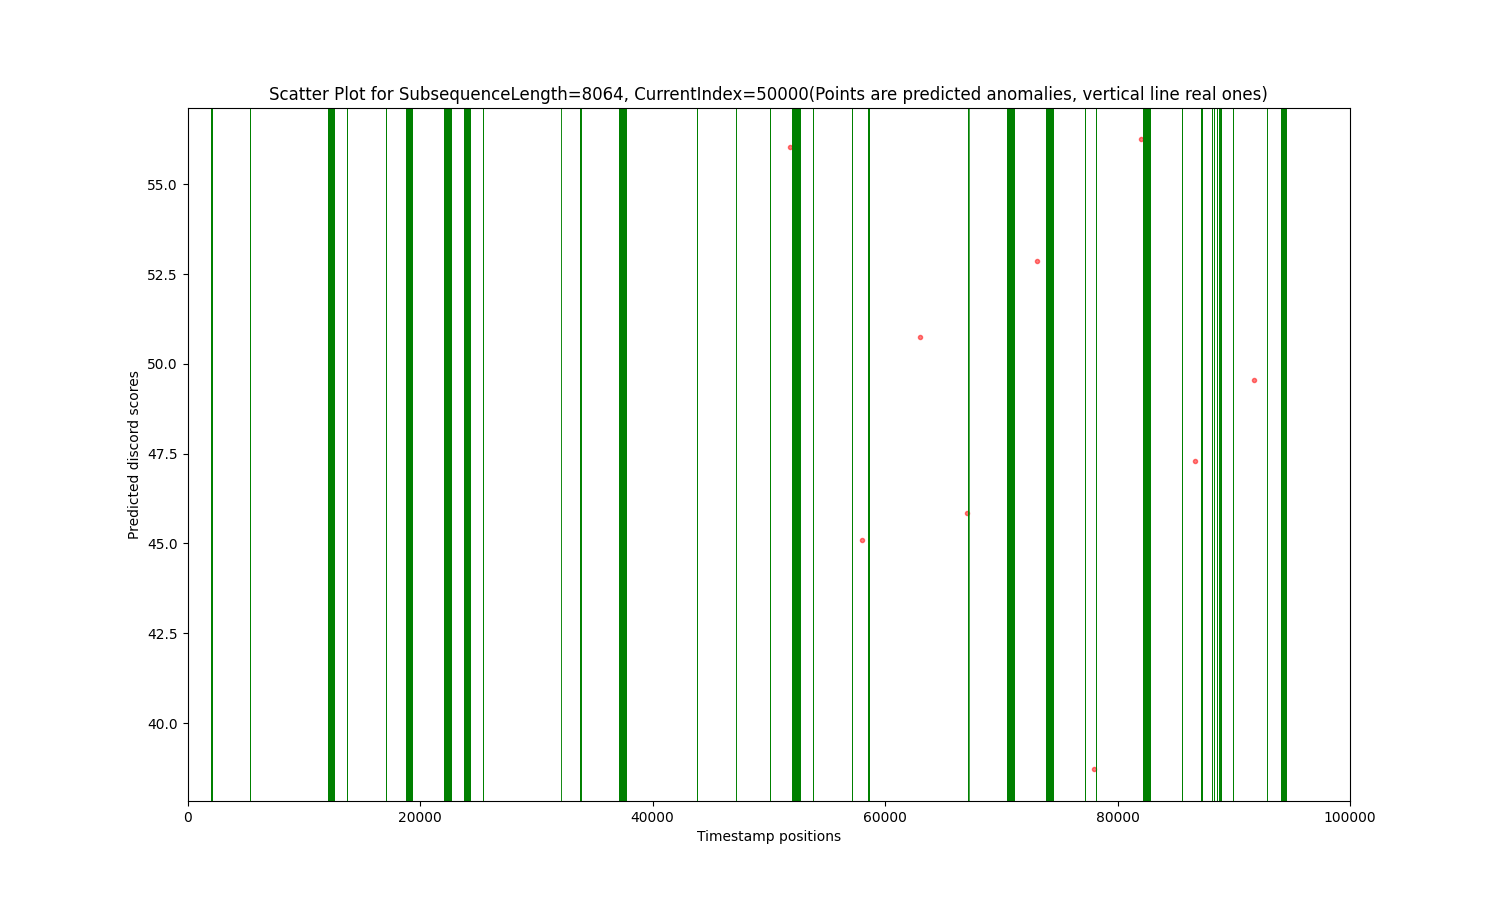 Scatter Plot for SubsequenceLength=8064, CurrentIndex=50000(Points are predicted anomalies, vertical line real ones)
Predicted discord scores
55.0
52.5
50.0
47.5
45.0
42.5
40.0
0 20000 40000 60000 80000 100000
Timestamp positions